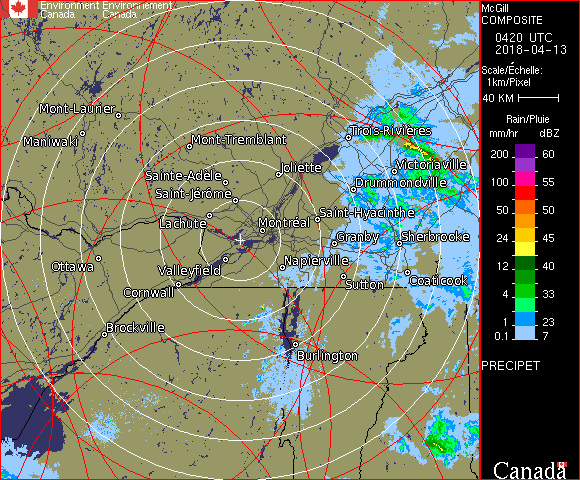 Environment Environnement
Canada Canada
McGill
COMPOSITE
0420 UTC
2018-04-13
Scale/Échelle:
1km/Pixel
40 KM
Rain/Pluie
mm/hr dBZ
200 60
150 57
100 55
50 50
24 45
12 40
4 33
1 23
0.1 7
PRECIPET
Canada
Mont-Laurier
Maniwaki
Mont-Tremblant
Trois-Rivières
Joliette
Victoriaville
Sainte-Adèle
Drummondville
Saint-Jérôme
Lachute
Montréal
Saint-Hyacinthe
Granby
Sherbrooke
Ottawa
Valleyfield
Napierville
Cornwall
Sutton
Coaticook
Brockville
Burlington